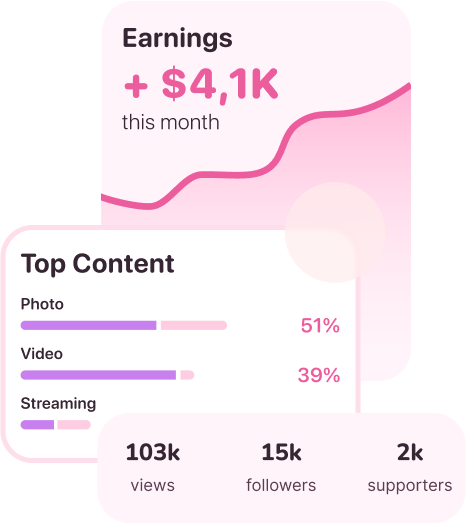 Earnings
+ $4,1K
this month
Top Content
Photo
51%
Video
39%
Streaming
103k 15k 2k
views followers supporters